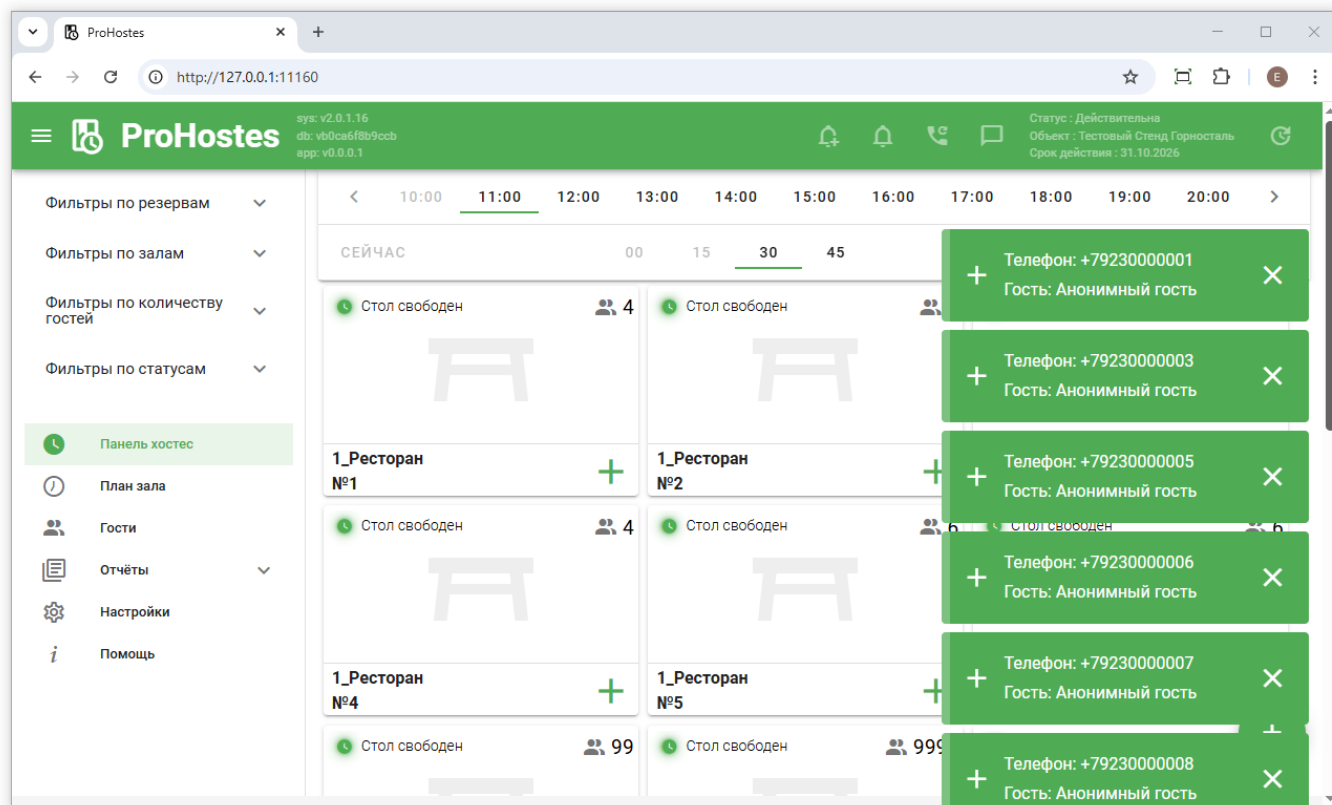 ProHostes
http://127.0.0.1:11160
E
ProHostes
sys: v2.0.1.16
db: vb0ca6f8b9ccb
app: v0.0.0.1
Статус : Действительна
Объект : Тестовый Стенд Горносталь
Срок действия : 31.10.2026
Фильтры по резервам
Фильтры по залам
Фильтры по количеству
гостей
Фильтры по статусам
Панель хостес
План зала
Гости
Отчёты
Настройки
Помощь
10:00 11:00 12:00 13:00 14:00 15:00 16:00 17:00 18:00 19:00 20:00
СЕЙЧАС 00 15 30 45
Стол свободен 4
Стол свободен
1_Ресторан
№1
1_Ресторан
№2
Стол свободен 4
Стол свободен 6
Стол свободен 6
1_Ресторан
№4
1_Ресторан
№5
Стол свободен 99
Стол свободен 999
Телефон: +79230000001
Гость: Анонимный гость
Телефон: +79230000003
Гость: Анонимный гость
Телефон: +79230000005
Гость: Анонимный гость
Телефон: +79230000006
Гость: Анонимный гость
Телефон: +79230000007
Гость: Анонимный гость
Телефон: +79230000008
Гость: Анонимный гость